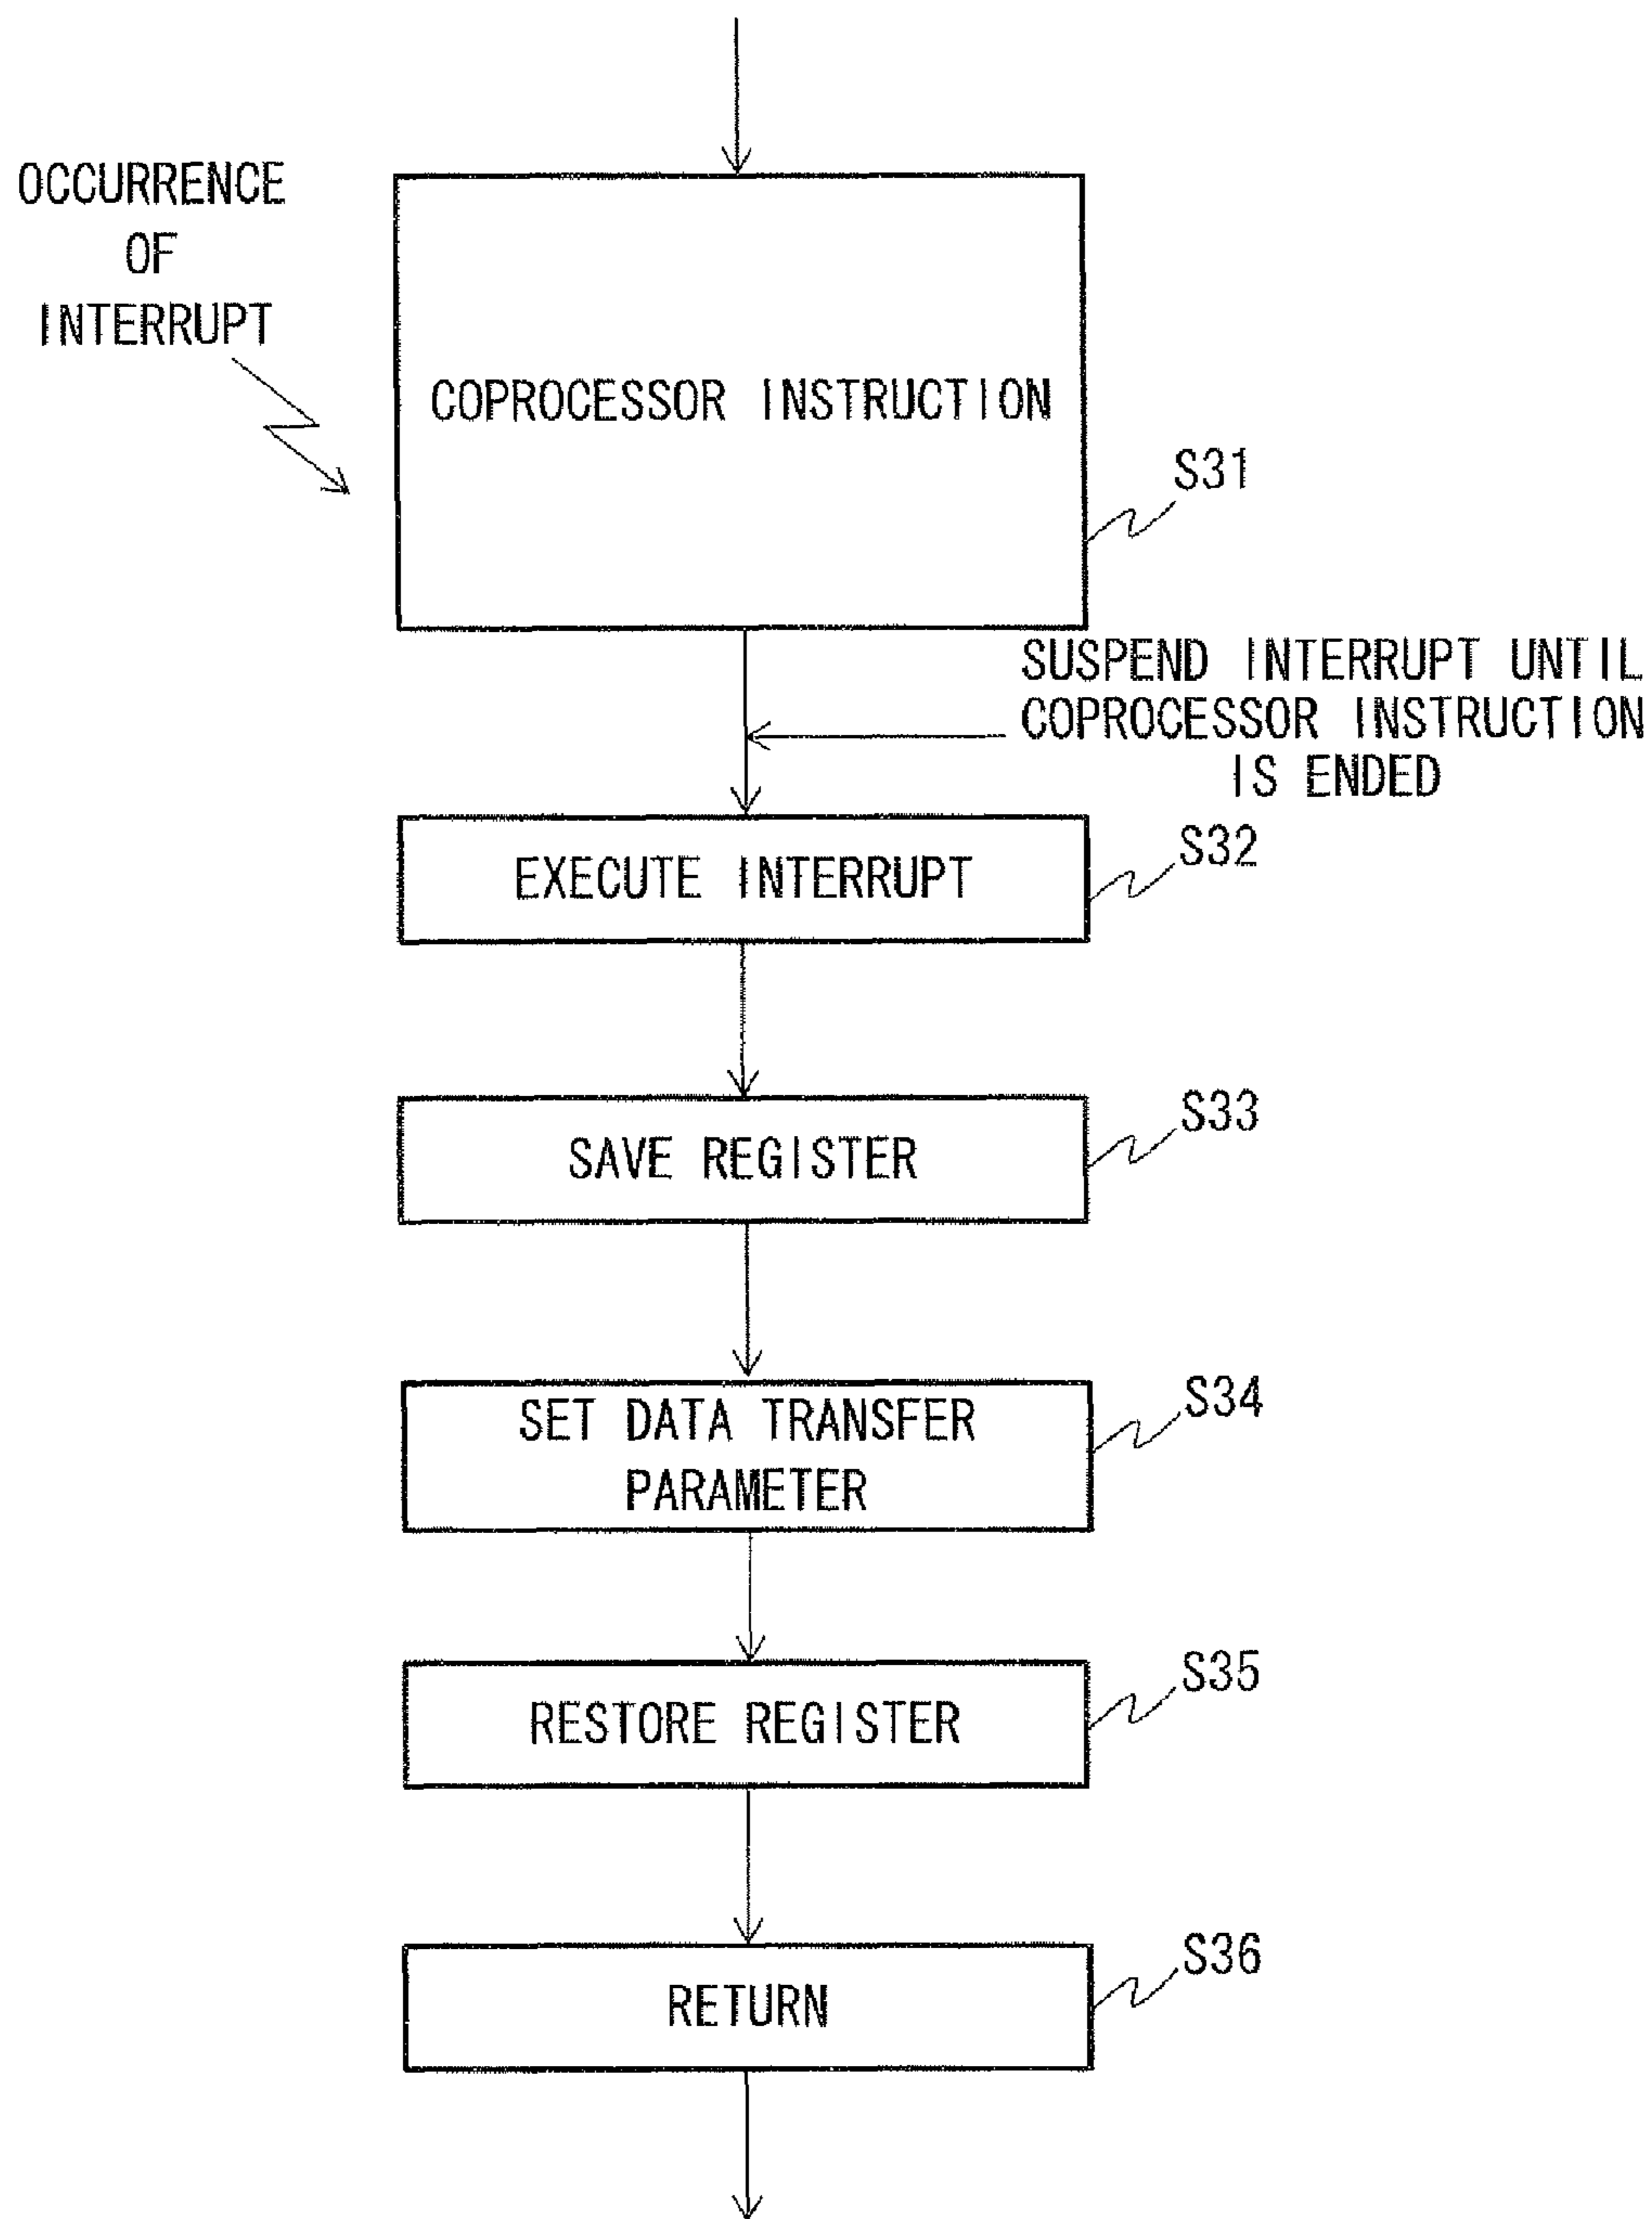 OCCURRENCE
OF
INTERRUPT
COPROCESSOR INSTRUCTION
S31
SUSPEND INTERRUPT UNTIL
COPROCESSOR INSTRUCTION
IS ENDED
EXECUTE INTERRUPT
S32
SAVE REGISTER
S33
SET DATA TRANSFER
PARAMETER
S34
RESTORE REGISTER
S35
RETURN
S36